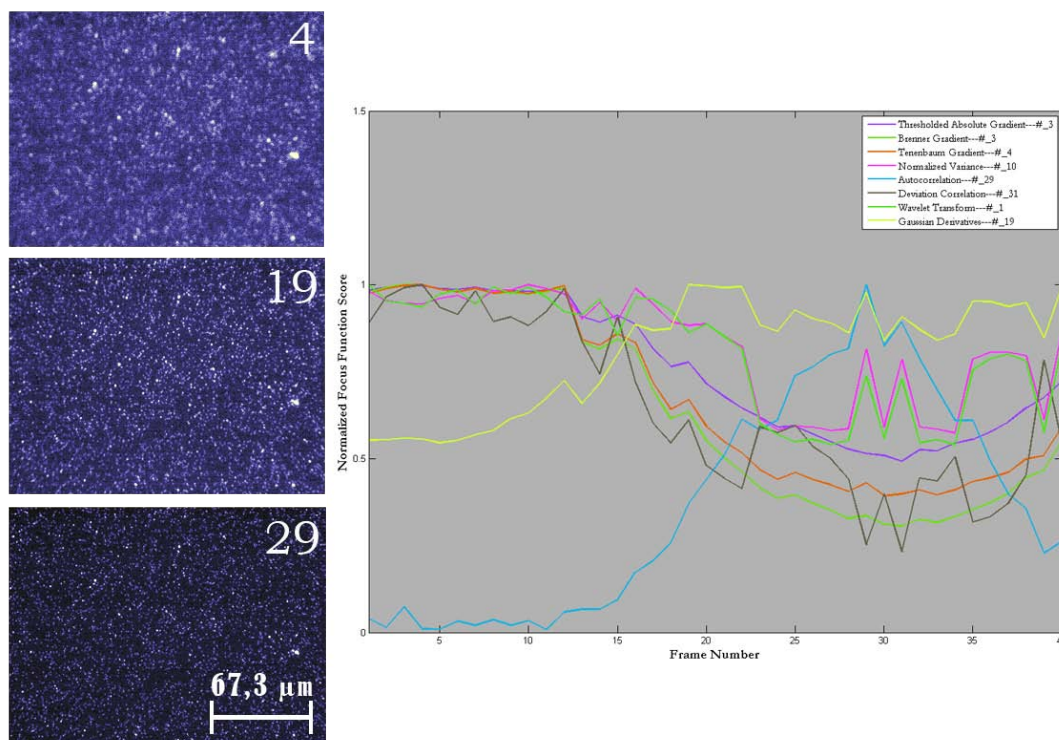 4
19
29
67,3 µm
1.5
1
0.5
0
Normalized Focus Function Score
5
10
15
20
25
30
35
4
Frame Number
Thresholded Absolute Gradient---#_3
Brenner Gradient---#_3
Tenenbaum Gradient---#_4
Normalized Variance---#_10
Autocorrelation---#_29
Deviation Correlation---#_31
Wavelet Transform---#_1
Gaussian Derivatives---#_19